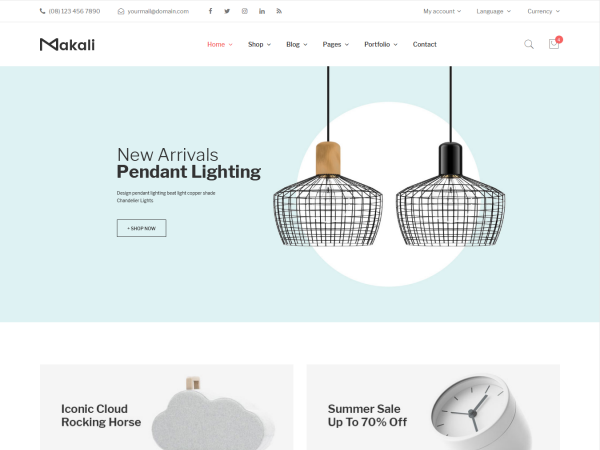 (08) 123 456 7890 yourmail@domain.com My account Language Currency
Makali Home Shop Blog Pages Portfolio Contact
New Arrivals
Pendant Lighting
Design pendant lighting beat light copper shade
Chandelier Lights.
+ SHOP NOW
Iconic Cloud
Rocking Horse
Summer Sale
Up To 70% Off